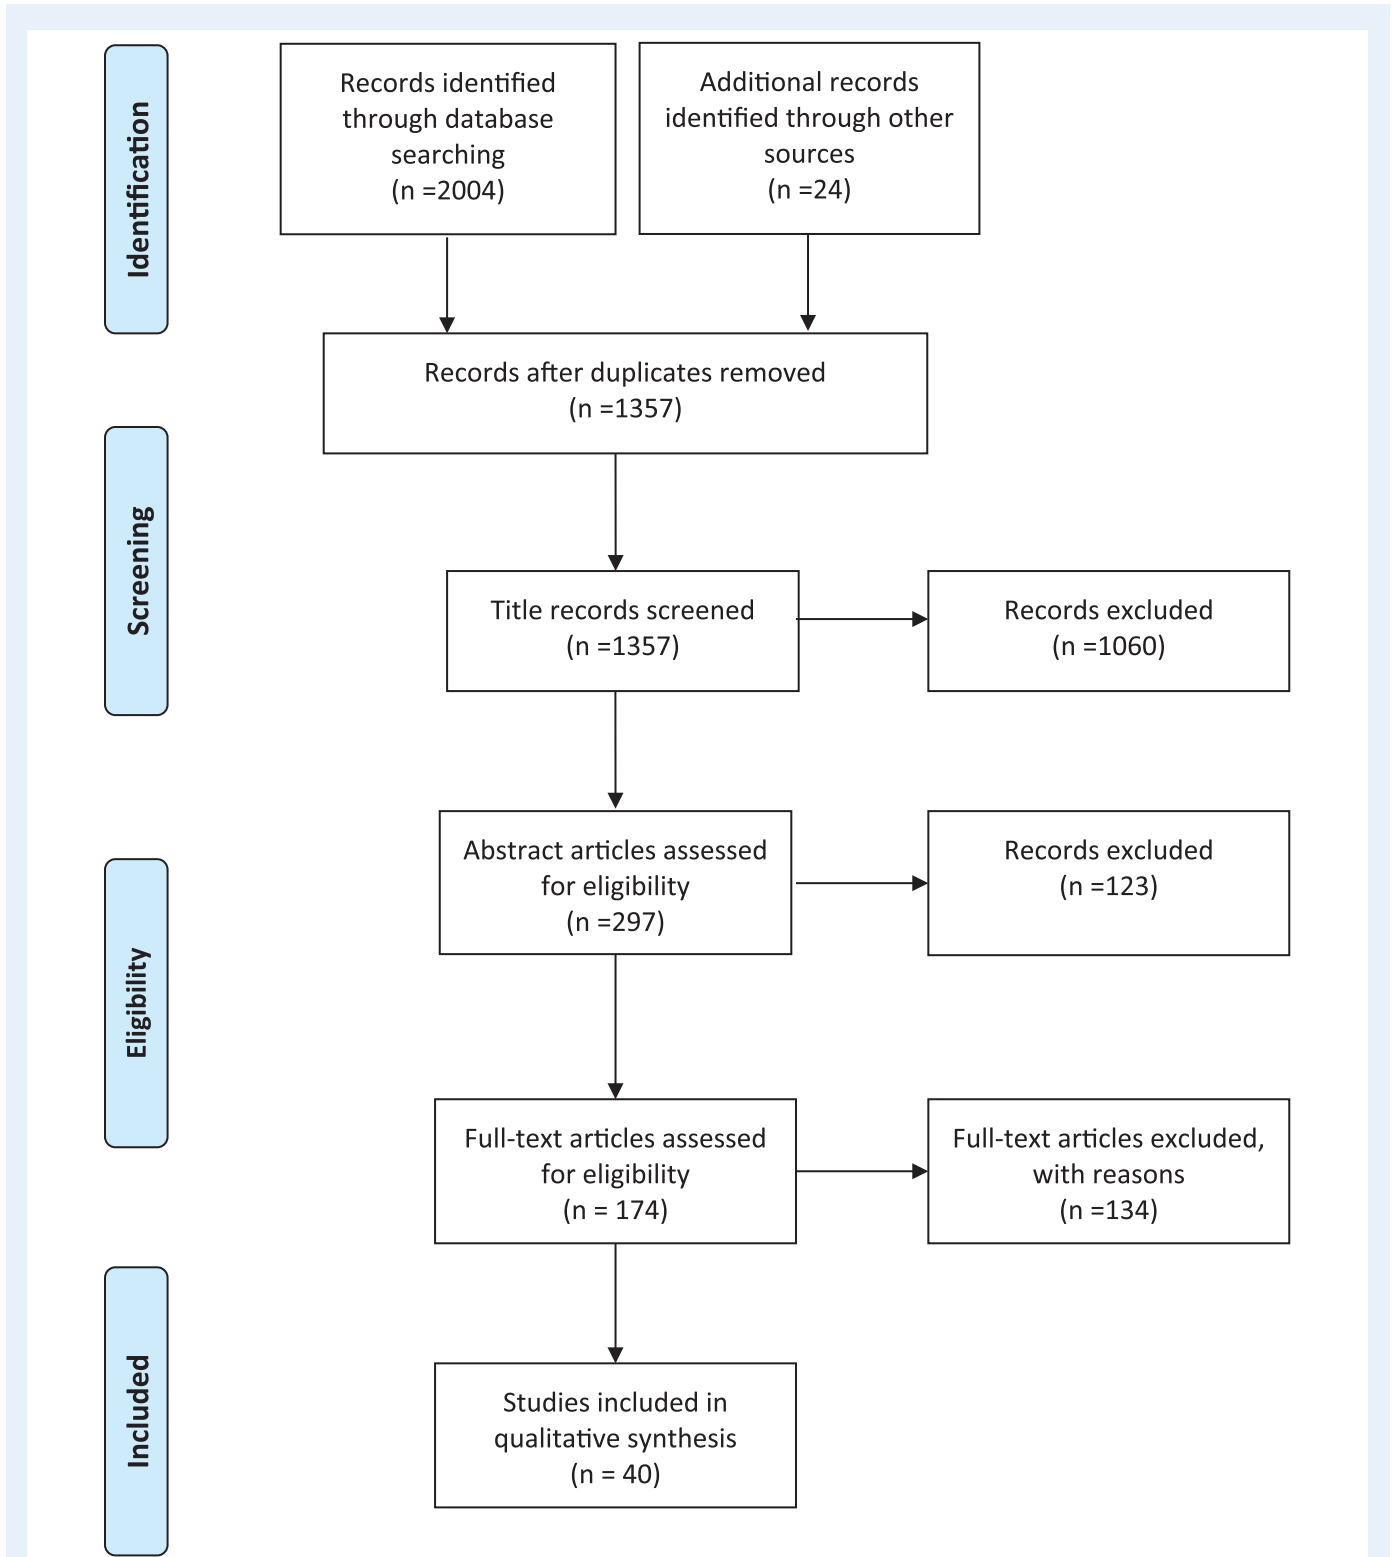 Identification
Records identified
through database
searching
(n =2004)
Additional records
identified through other
sources
(n =24)
Records after duplicates removed
(n =1357)
Screening
Title records screened
(n =1357)
Records excluded
(n =1060)
Eligibility
Abstract articles assessed
for eligibility
(n =297)
Records excluded
(n =123)
Full-text articles assessed
for eligibility
(n = 174)
Full-text articles excluded,
with reasons
(n =134)
Included
Studies included in
qualitative synthesis
(n = 40)